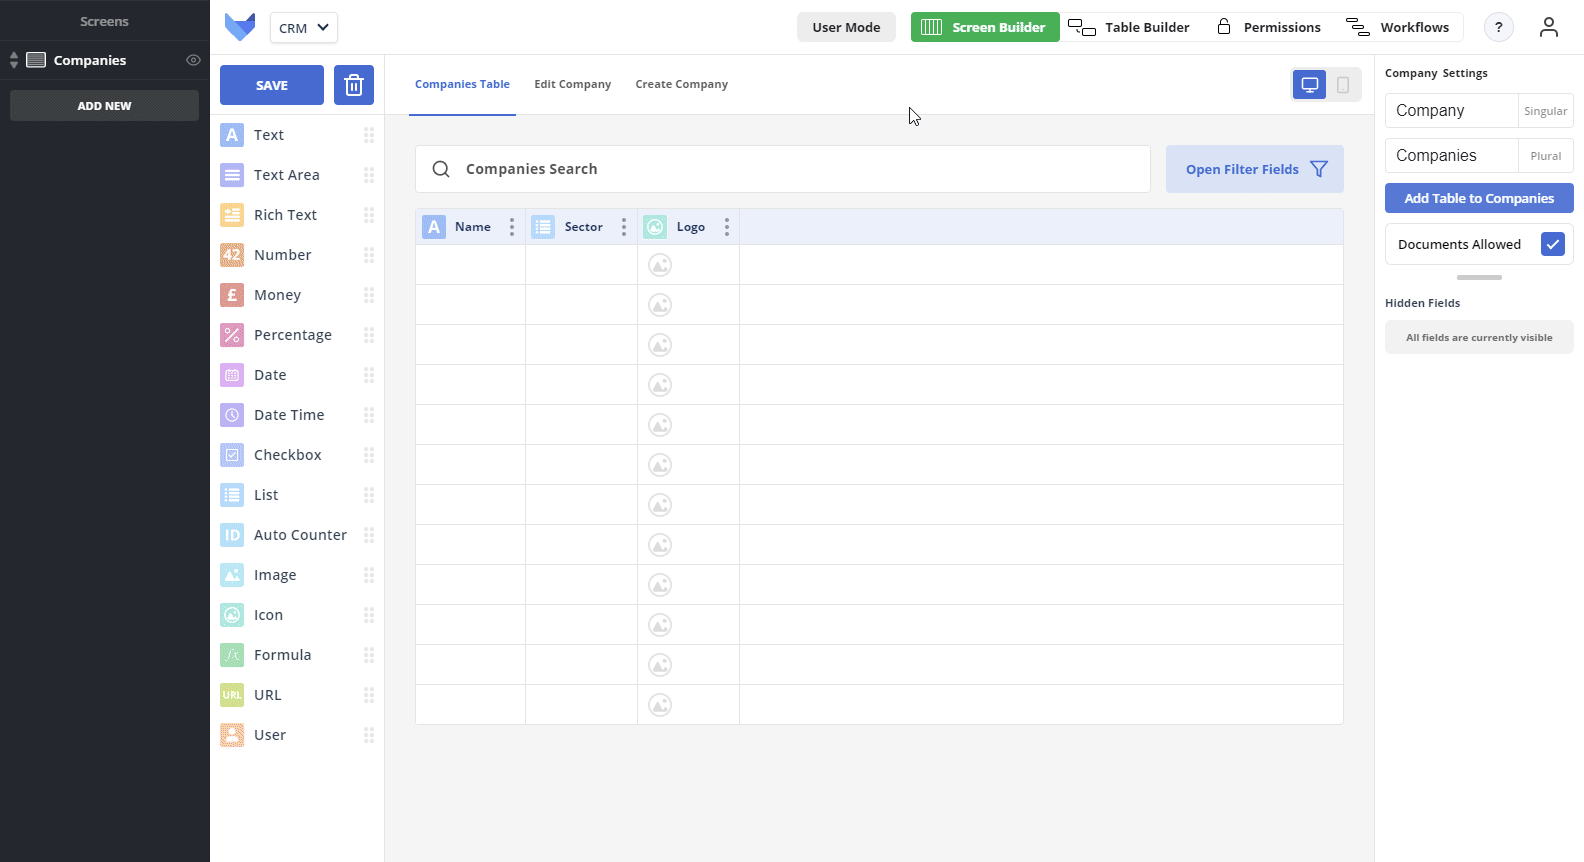 Screens
Companies
ADD NEW
CRM
User Mode
Screen Builder
Table Builder
Permissions
Workflows
?
SAVE
Companies Table
Edit Company
Create Company
A Text
Text Area
Rich Text
42 Number
£ Money
% Percentage
Date
Date Time
Checkbox
List
ID Auto Counter
Image
Icon
fx Formula
URL URL
User
Companies Search
Open Filter Fields
A Name
Sector
Logo
Company Settings
Company Singular
Companies Plural
Add Table to Companies
Documents Allowed
Hidden Fields
All fields are currently visible